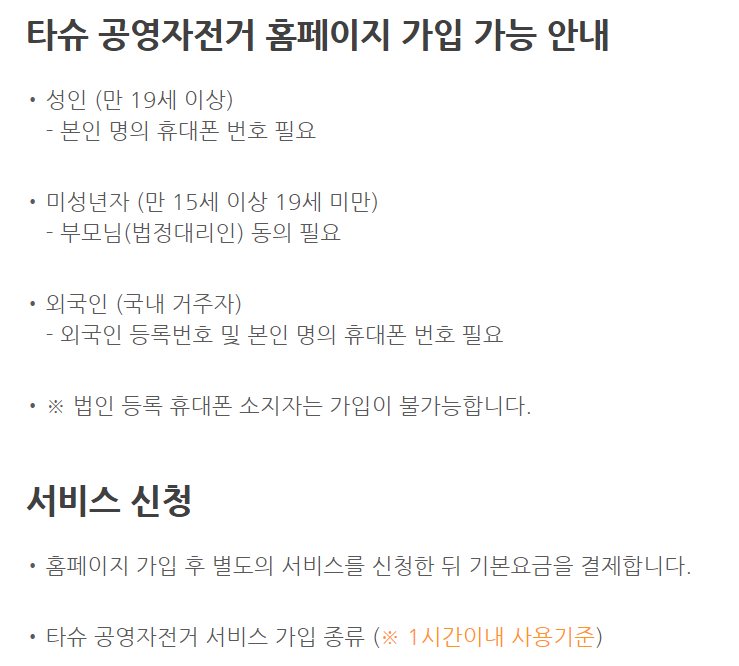 타슈 공영자전거 홈페이지 가입 가능 안내
• 성인 (만 19세 이상)
- 본인 명의 휴대폰 번호 필요
• 미성년자 (만 15세 이상 19세 미만)
- 부모님(법정대리인) 동의 필요
• 외국인 (국내 거주자)
- 외국인 등록번호 및 본인 명의 휴대폰 번호 필요
• ※ 법인 등록 휴대폰 소지자는 가입이 불가능합니다.
서비스 신청
• 홈페이지 가입 후 별도의 서비스를 신청한 뒤 기본요금을 결제합니다.
• 타슈 공영자전거 서비스 가입 종류 (※ 1시간이내 사용기준)